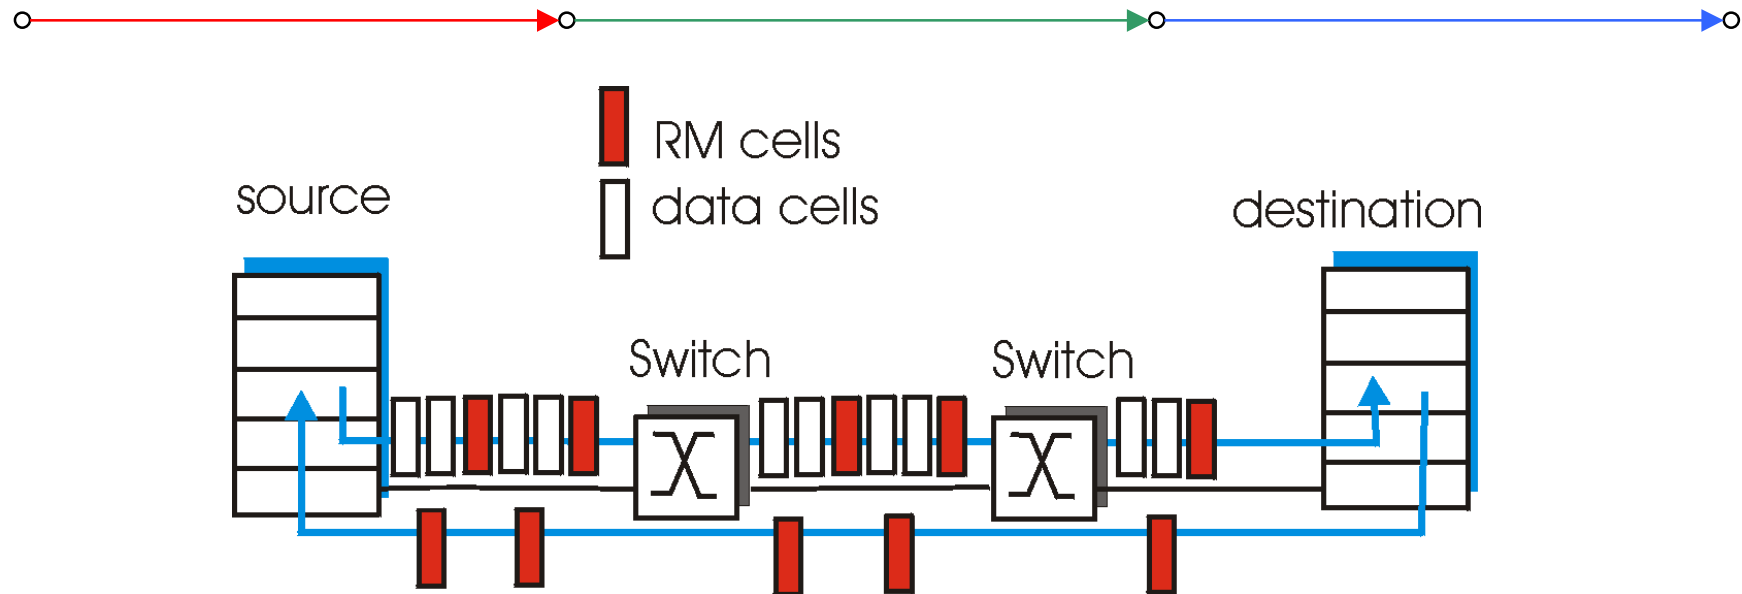 RM cells
data cells
source
destination
Switch
Switch